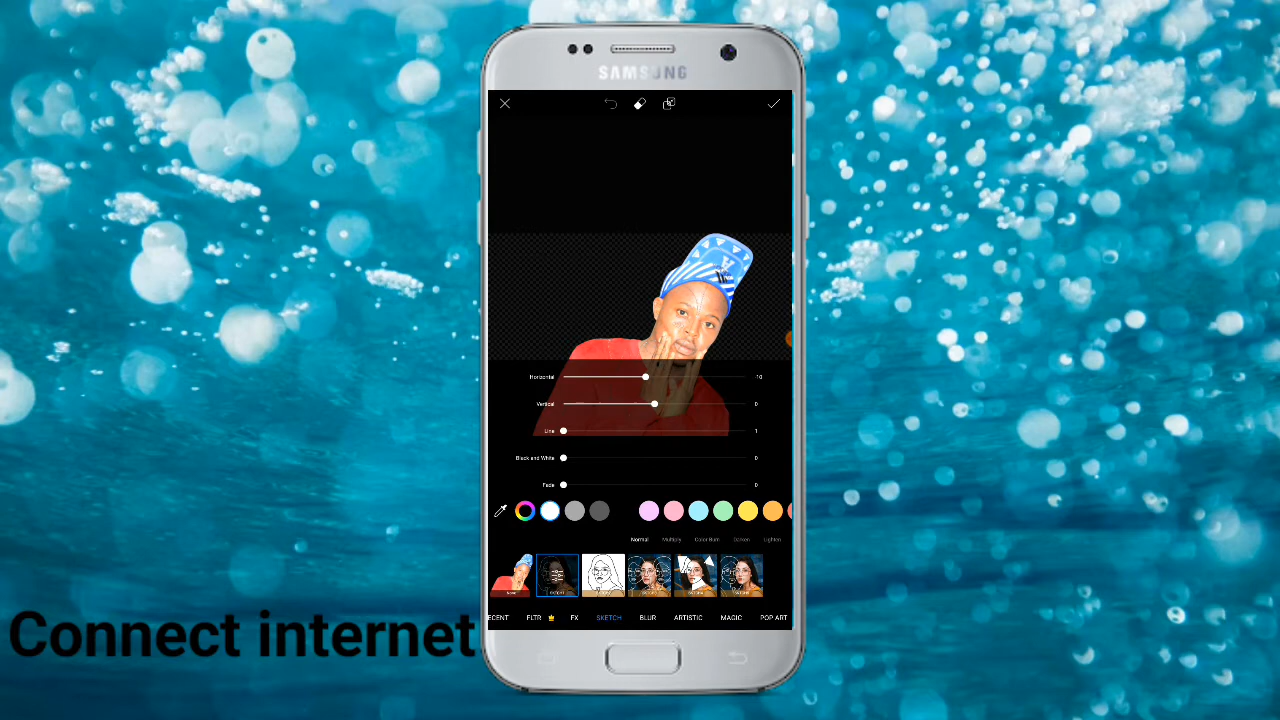 SAMSUNG
Horizontal -10
Vertical 0
Line 1
Black and White 0
Fade 0
Normal Multiply Color Burn Darken Lighten
ECENT FLTR FX SKETCH BLUR ARTISTIC MAGIC POP ART
Connect internet